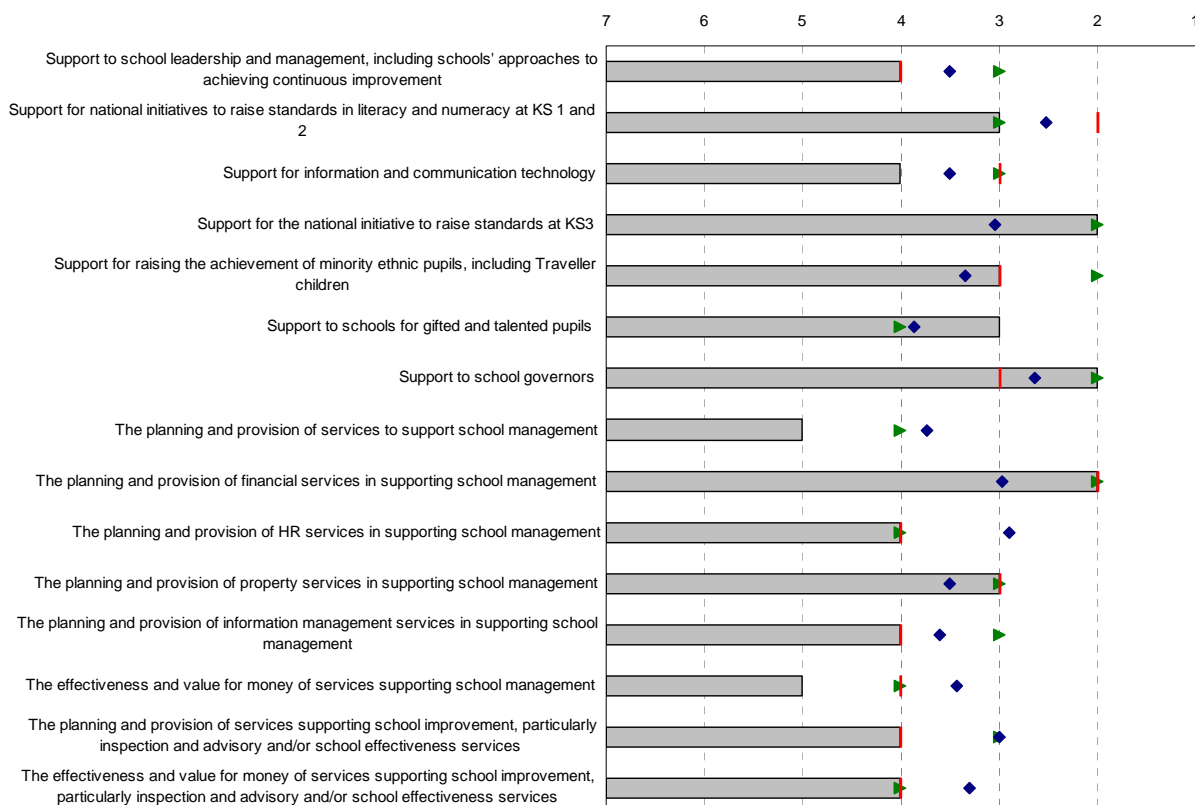 7 6 5 4 3 2 1
Support to school leadership and management, including schools' approaches to
achieving continuous improvement
Support for national initiatives to raise standards in literacy and numeracy at KS 1 and
2
Support for information and communication technology
Support for the national initiative to raise standards at KS3
Support for raising the achievement of minority ethnic pupils, including Traveller
children
Support to schools for gifted and talented pupils
Support to school governors
The planning and provision of services to support school management
The planning and provision of financial services in supporting school management
The planning and provision of HR services in supporting school management
The planning and provision of property services in supporting school management
The planning and provision of information management services in supporting school
management
The effectiveness and value for money of services supporting school management
The planning and provision of services supporting school improvement, particularly
inspection and advisory and/or school effectiveness services
The effectiveness and value for money of services supporting school improvement,
particularly inspection and advisory and/or school effectiveness services